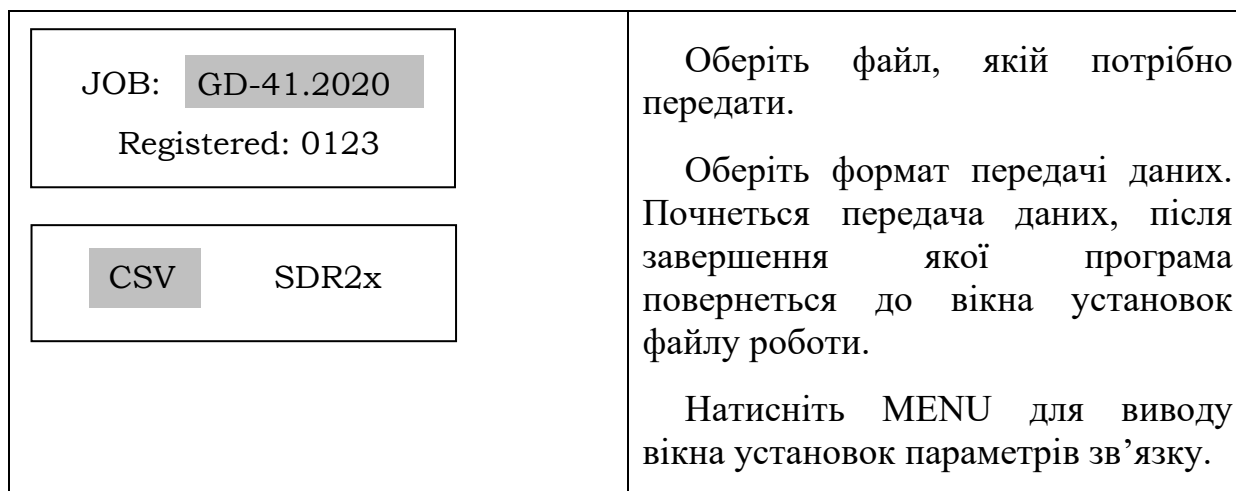 JOB: GD-41.2020
Registered: 0123
CSV SDR2x
Оберіть файл, якій потрібно
передати.
Оберіть формат передачі даних.
Почнеться передача даних, після
завершення якої програма
повернеться до вікна установок
файлу роботи.
Натисніть MENU для виводу
вікна установок параметрів зв’язку.